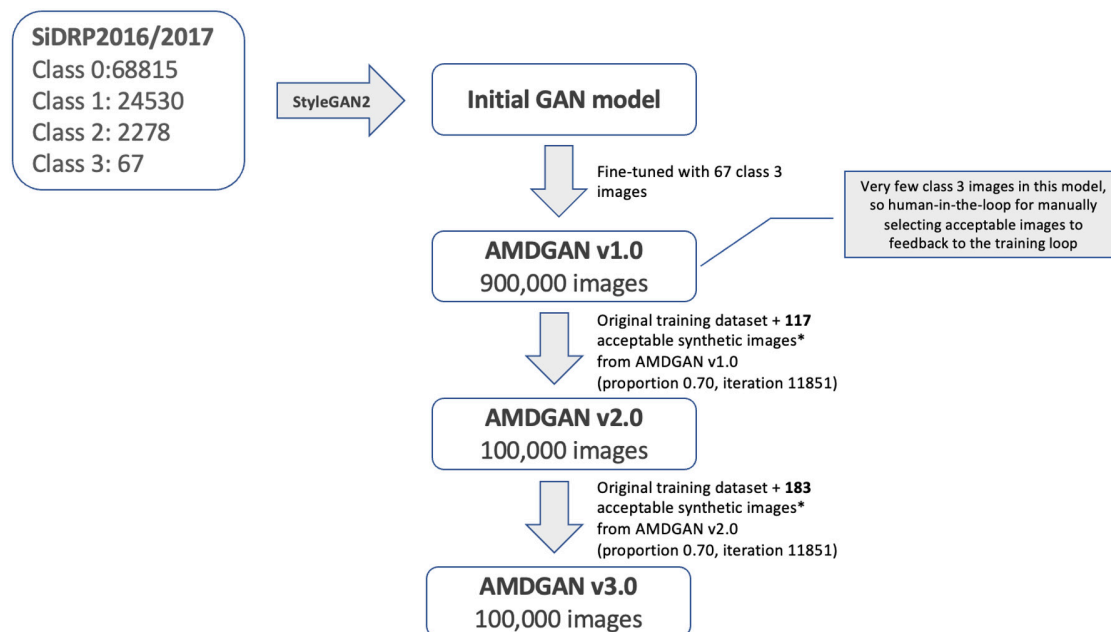 SiDRP2016/2017
Class 0:68815
Class 1: 24530
Class 2: 2278
Class 3: 67
StyleGAN2
Initial GAN model
Fine-tuned with 67 class 3
images
Very few class 3 images in this model,
so human-in-the-loop for manually
selecting acceptable images to
feedback to the training loop
AMDGAN v1.0
900,000 images
Original training dataset + 117
acceptable synthetic images*
from AMDGAN v1.0
(proportion 0.70, iteration 11851)
AMDGAN v2.0
100,000 images
Original training dataset + 183
acceptable synthetic images*
from AMDGAN v2.0
(proportion 0.70, iteration 11851)
AMDGAN v3.0
100,000 images